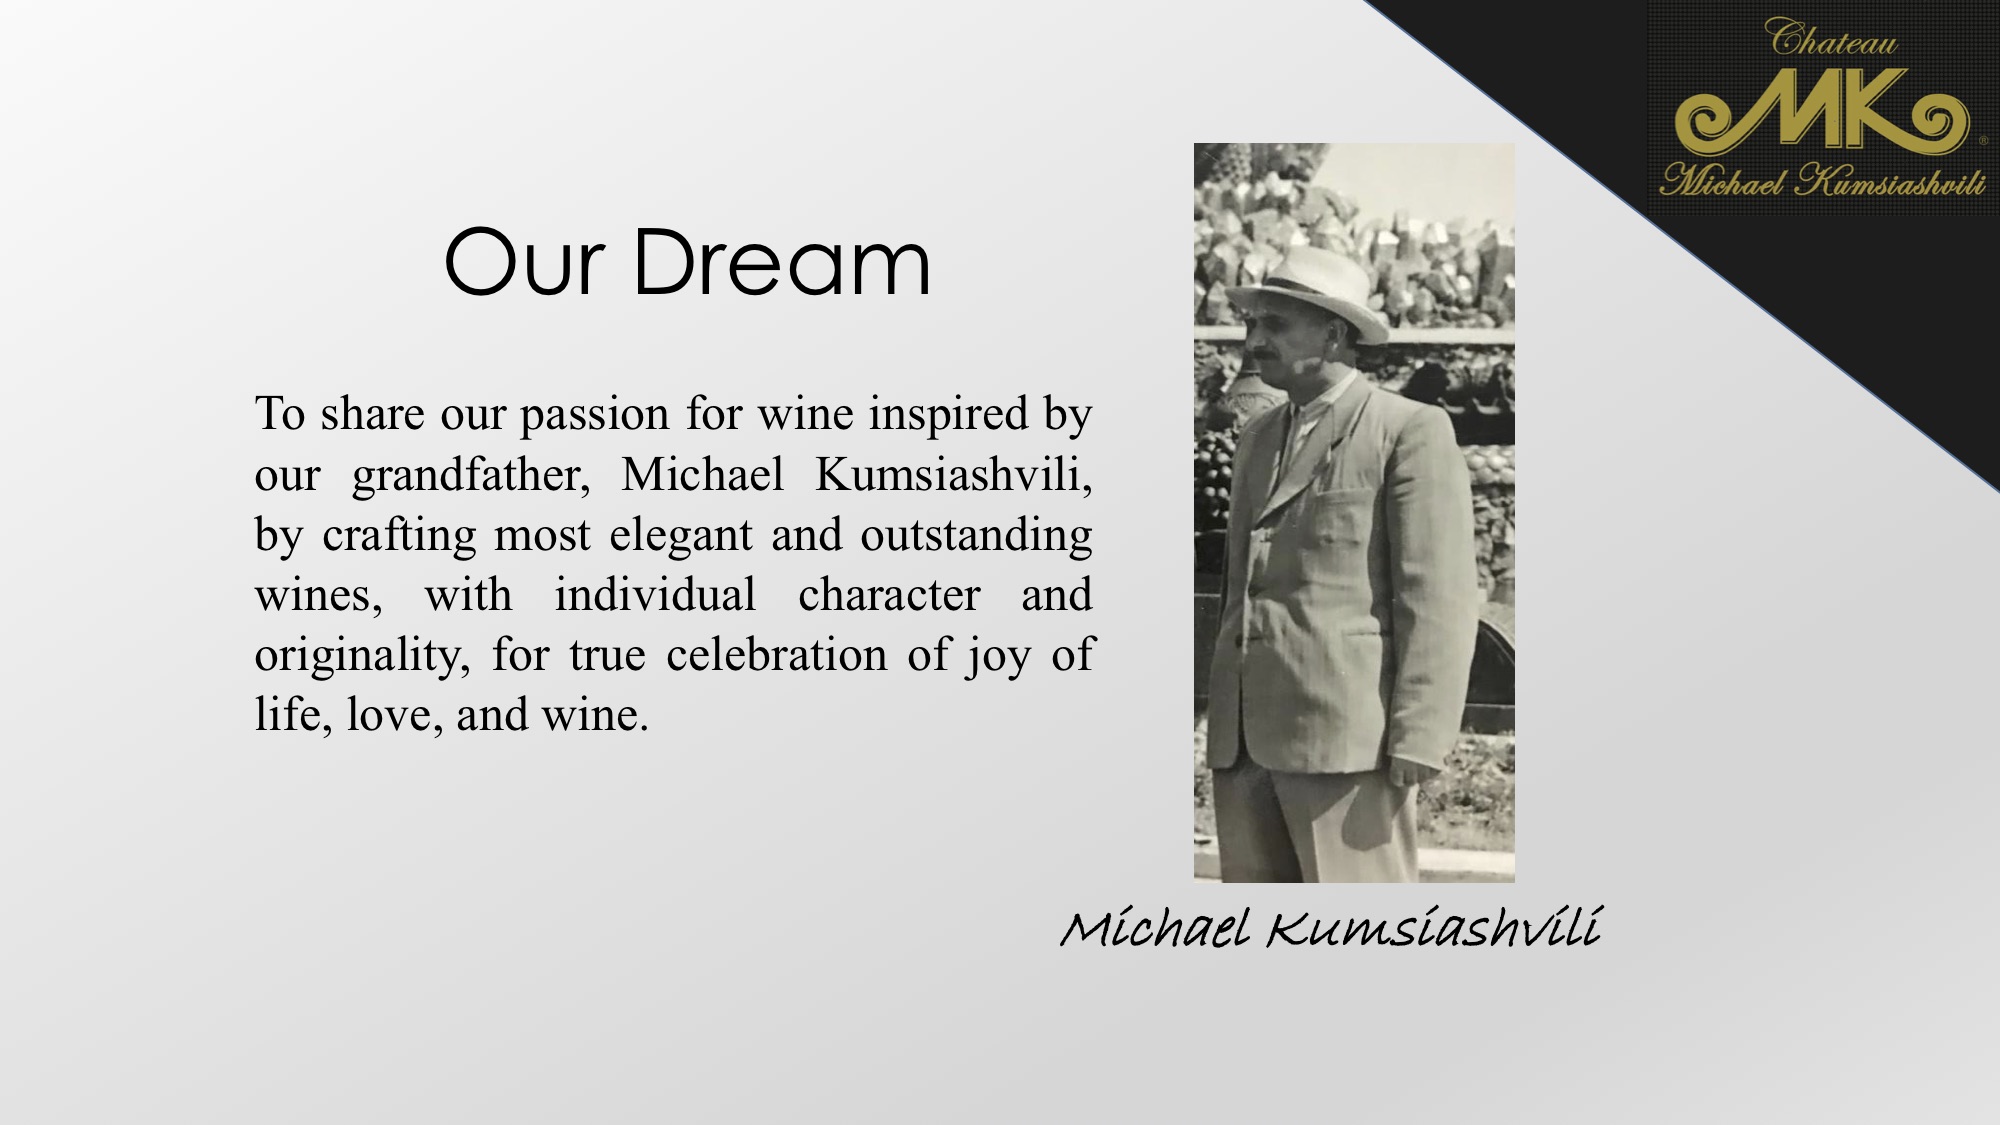 Chateau
MK
®
Michael Kumsiashvili
Our Dream
To share our passion for wine inspired by
our grandfather, Michael Kumsiashvili,
by crafting most elegant and outstanding
wines, with individual character and
originality, for true celebration of joy of
life, love, and wine.
Michael Kumsiashvili